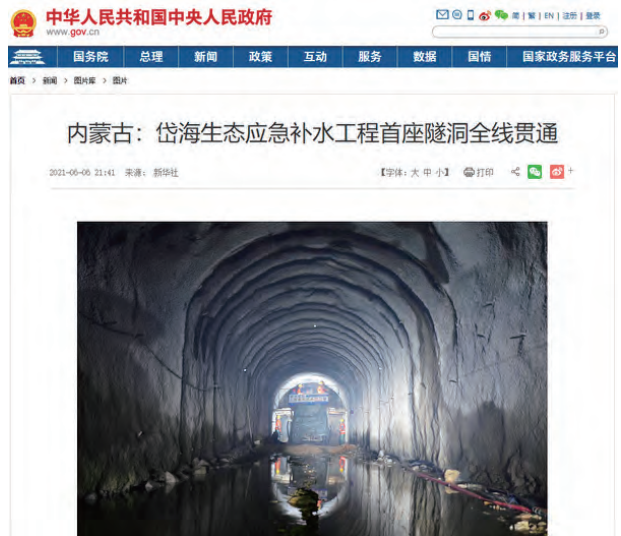 中华人民共和国中央人民政府
www.gov.cn
简 | 繁 | EN | 注册 | 登录
国务院 总理 新闻 政策 互动 服务 数据 国情 国家政务服务平台
首页 > 新闻 > 图片库 > 图片
内蒙古：岱海生态应急补水工程首座隧洞全线贯通
2021-06-06 21:41 来源： 新华社 【字体：大 中 小】 打印